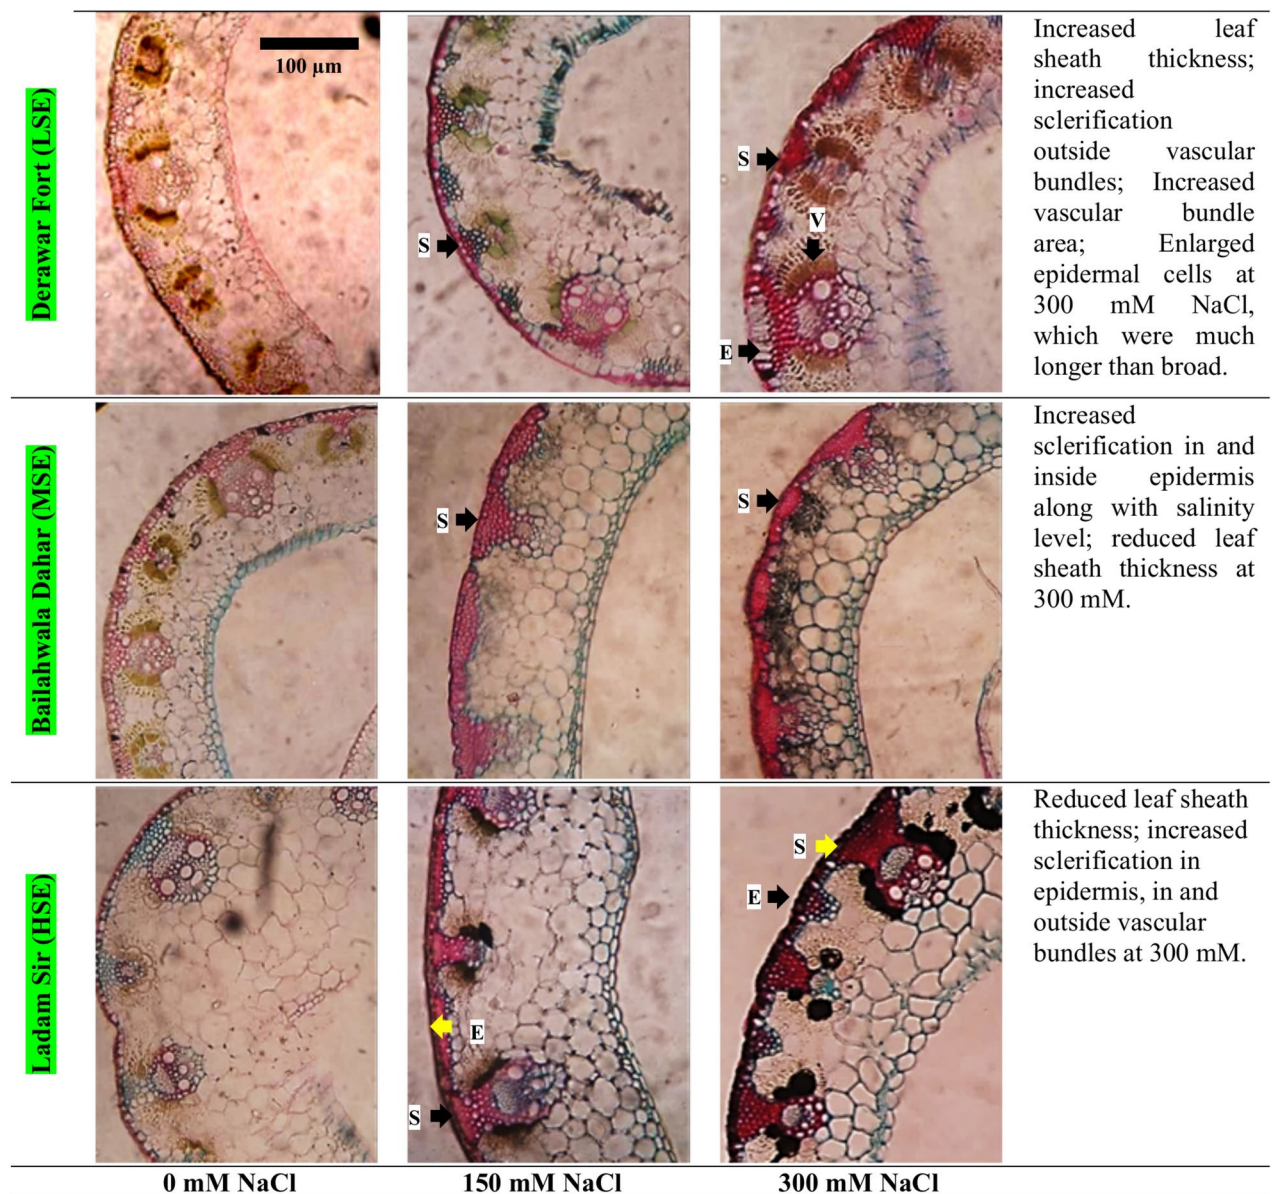 Derawar Fort (LSE)
100 µm
S
S
V
E
Increased leaf
sheath thickness;
increased
sclerification
outside vascular
bundles; Increased
vascular bundle
area; Enlarged
epidermal cells at
300 mM NaCl,
which were much
longer than broad.
Bailahwala Dahar (MSE)
S
S
Increased
sclerification in and
inside epidermis
along with salinity
level; reduced leaf
sheath thickness at
300 mM.
Ladam Sir (HSE)
E
S
S
E
Reduced leaf sheath
thickness; increased
sclerification in
epidermis, in and
outside vascular
bundles at 300 mM.
0 mM NaCl
150 mM NaCl
300 mM NaCl